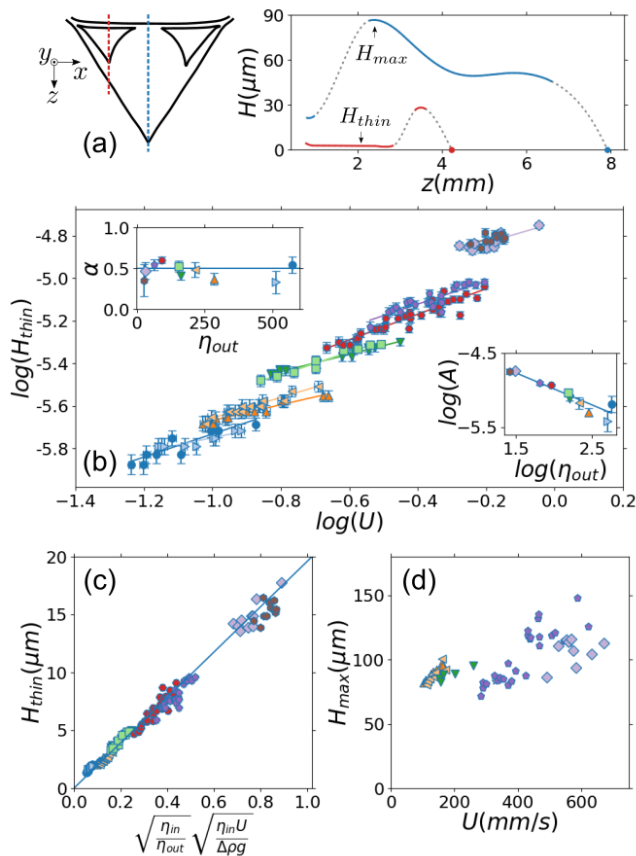 y
x
z
(a)
90
60
30
0
H(μm)
H_max
H_thin
2
4
6
8
z(mm)
-4.8
-5.0
-5.2
-5.4
-5.6
-5.8
log(H_thin)
1.0
0.5
0.0
α
0
250
500
η_out
(b)
-4.5
-5.5
log(A)
1.5
2.5
log(η_out)
-1.4
-1.2
-1.0
-0.8
-0.6
-0.4
-0.2
0.0
0.2
log(U)
20
15
10
5
0
H_thin(μm)
(c)
0.0
0.2
0.4
0.6
0.8
1.0
√(η_in/η_out) √(η_in U/Δρg)
150
100
50
0
H_max(μm)
(d)
0
200
400
600
U(mm/s)